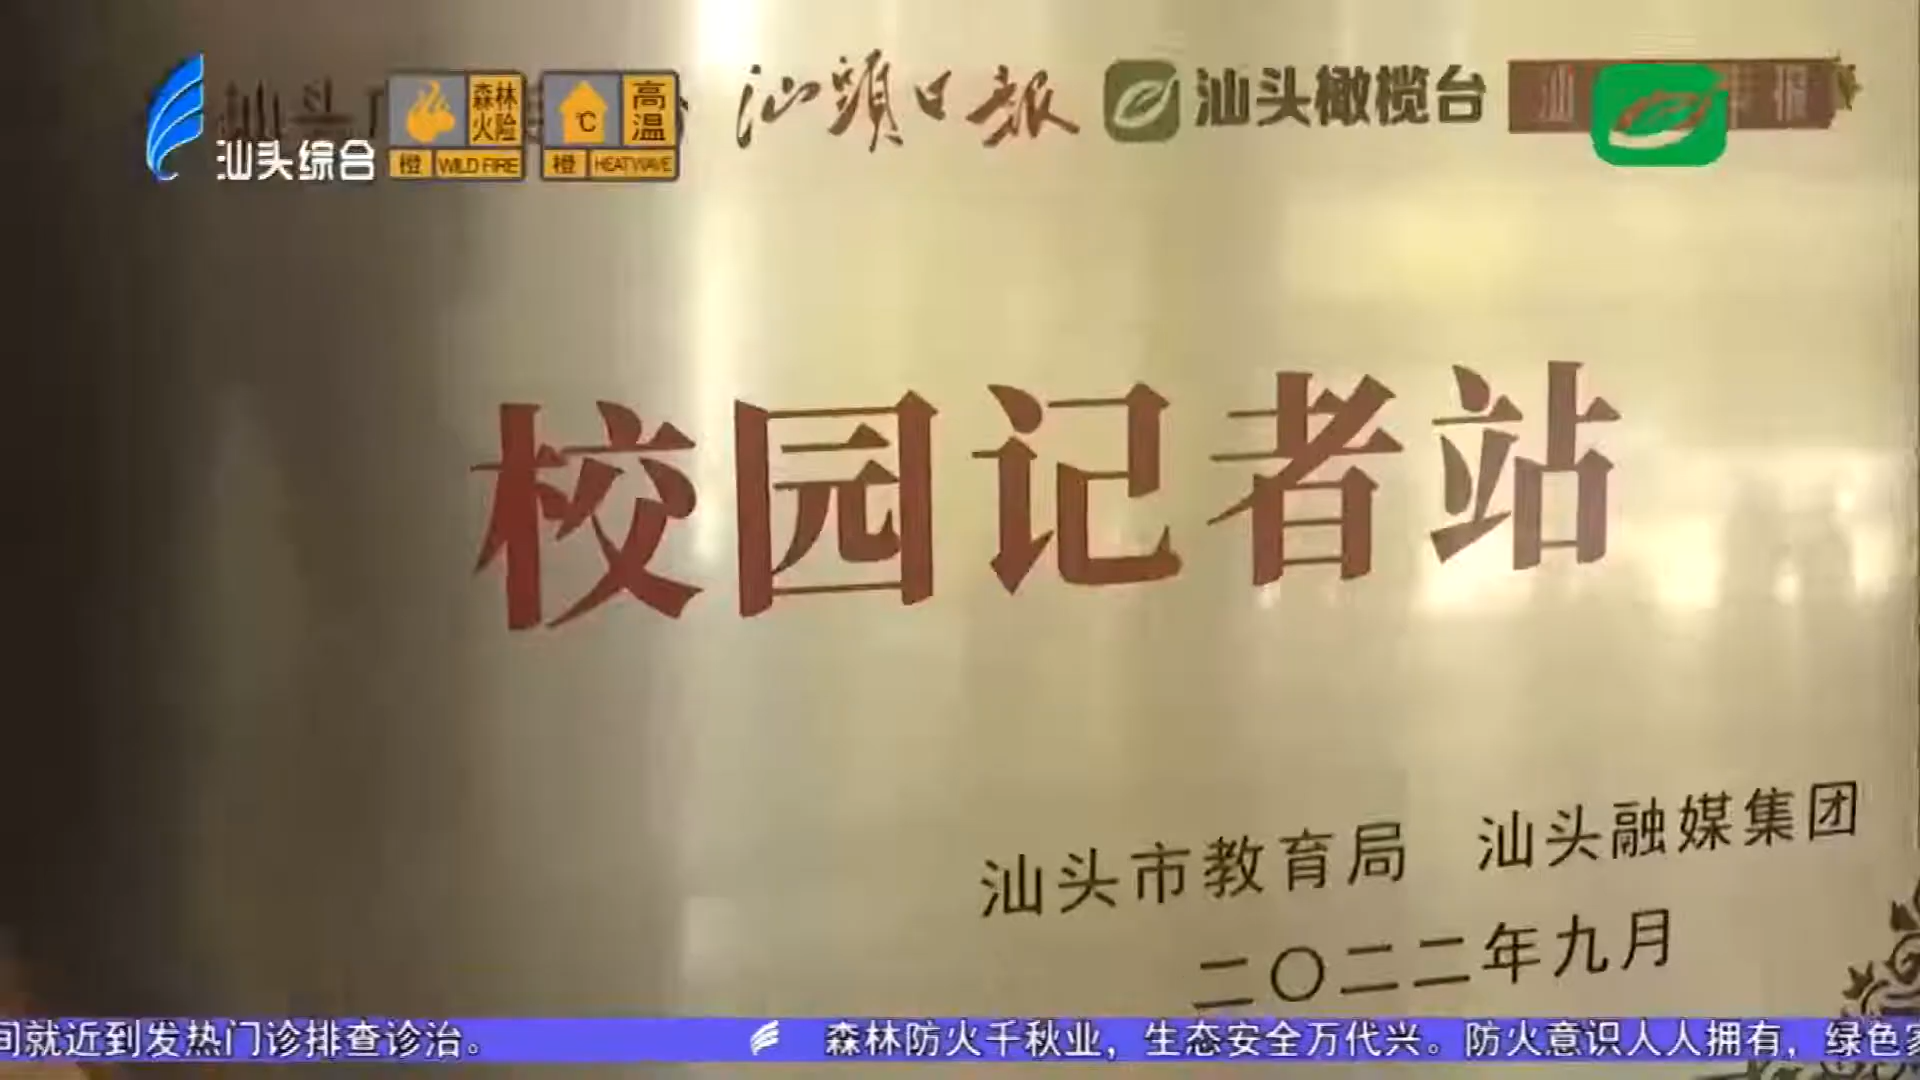 汕头综合
森林火险
橙 WILD FIRE
℃
高温
橙 HEAT WAVE
汕頭日報
汕头橄榄台
校园记者站
汕头市教育局 汕头融媒集团
二〇二二年九月
间就近到发热门诊排查诊治。 森林防火千秋业，生态安全万代兴。防火意识人人拥有，绿色家